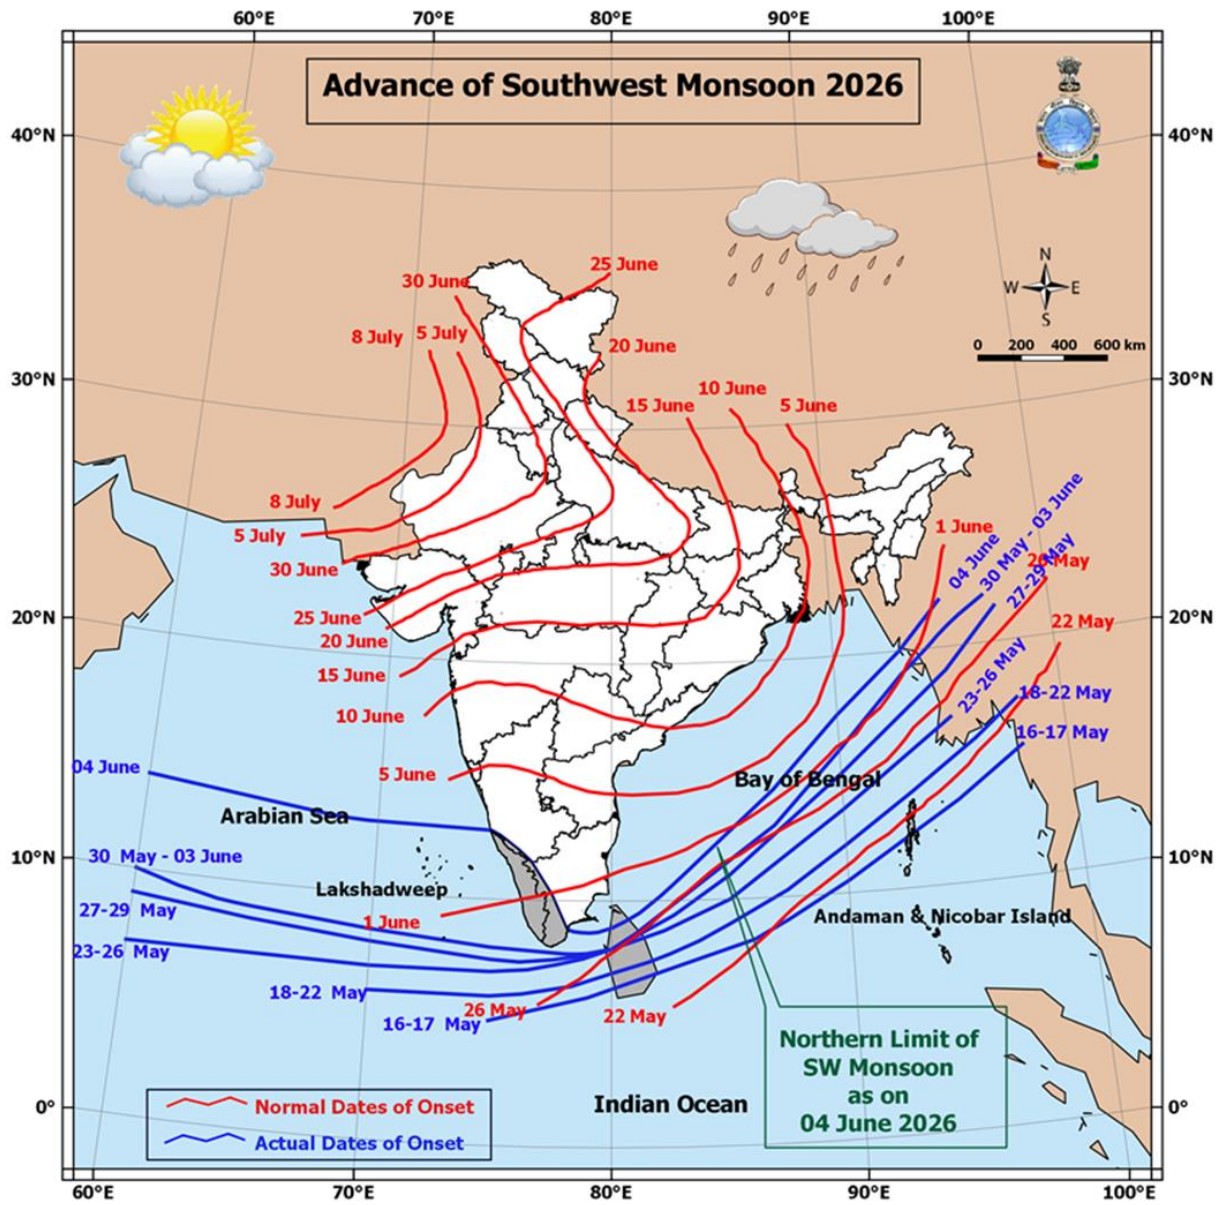 60°E 70°E 80°E 90°E 100°E
Advance of Southwest Monsoon 2026
40°N 40°N
N
W E
S
0 200 400 600 km
25 June
30 June
8 July 5 July
20 June
30°N 30°N
10 June
15 June 5 June
8 July
5 July
1 June
30 June
04 June
30 May - 03 June
27-29 May
26 May
25 June
20°N 20°N
22 May
20 June
15 June
23-26 May
18-22 May
10 June
16-17 May
04 June
5 June
Bay of Bengal
Arabian Sea
10°N 10°N
30 May - 03 June
Lakshadweep
27-29 May
1 June
Andaman & Nicobar Island
23-26 May
18-22 May
26 May
22 May
16-17 May
Northern Limit of
SW Monsoon
as on
04 June 2026
Indian Ocean
0° 0°
Normal Dates of Onset
Actual Dates of Onset
60°E 70°E 80°E 90°E 100°E